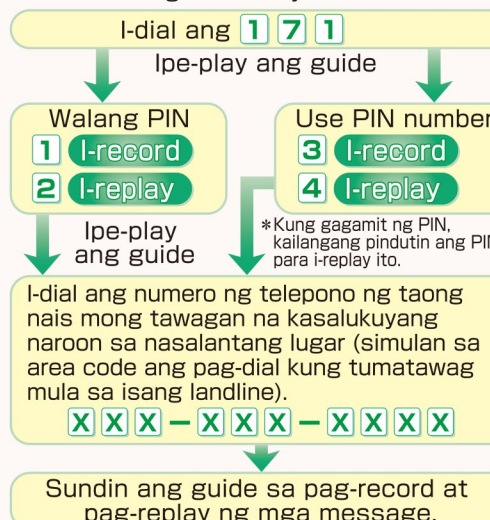 I-dial ang 1 7 1
Ipe-play ang guide
Walang PIN
1 I-record
2 I-replay
Use PIN number
3 I-record
4 I-replay
Ipe-play
ang guide
*Kung gagamit ng PIN,
kailangang pindutin ang PIN
para i-replay ito.
I-dial ang numero ng telepono ng taong
nais mong tawagan na kasalukuyang
naroon sa nasalantang lugar (simulan sa
area code ang pag-dial kung tumatawag
mula sa isang landline).
X X X – X X X – X X X X
Sundin ang guide sa pag-record at
pag-replay ng mga message.